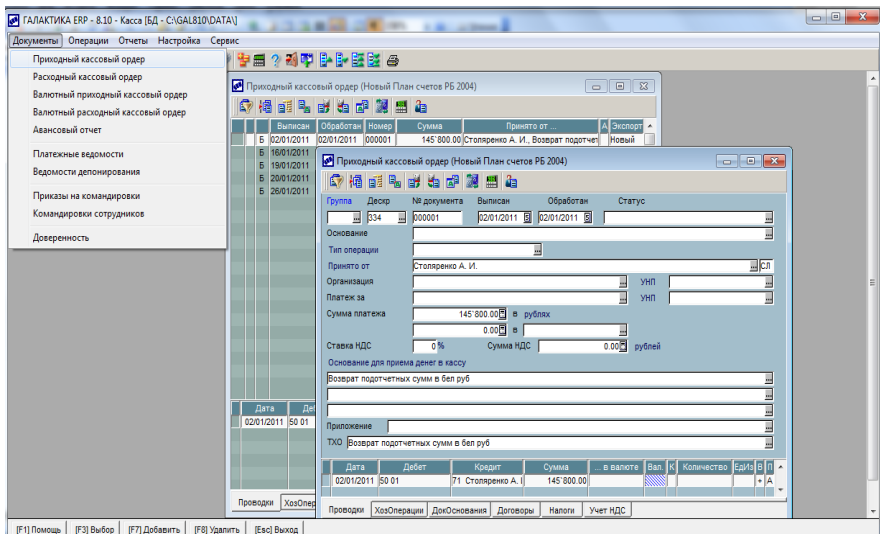 ГАЛАКТИКА ERP - 8.10 - Касса [БД - C:\GAL810\DATA\]
Документы Операции Отчеты Настройка Сервис
Приходный кассовый ордер
Расходный кассовый ордер
Валютный приходный кассовый ордер
Валютный расходный кассовый ордер
Авансовый отчет
Платежные ведомости
Ведомости депонирования
Приказы на командировки
Командировки сотрудников
Доверенность
Приходный кассовый ордер (Новый План счетов РБ 2004)
Выписан Обработан Номер Сумма Принято от ... А Экспорт
Б 02/01/2011 02/01/2011 000001 145`800.00 Столяренко А. И., Возврат подотчет Новый
Б 16/01/2011
Б 19/01/2011
Б 20/01/2011
Б 26/01/2011
Дата
02/01/2011 50 01
Проводки ХозОпер
Приходный кассовый ордер (Новый План счетов РБ 2004)
Группа Дескр № документа Выписан Обработан Статус
334 000001 02/01/2011 02/01/2011
Основание
Тип операции
Принято от Столяренко А. И. СЛ
Организация УНП
Платеж за УНП
Сумма платежа 145`800.00 в рублях
0.00 в
Ставка НДС 0 % Сумма НДС 0.00 рублей
Основание для приема денег в кассу
Возврат подотчетных сумм в бел руб
Приложение
ТХО Возврат подотчетных сумм в бел руб
Дата Дебет Кредит Сумма ... в валюте Вал. К Количество ЕдИз В П
02/01/2011 50 01 71 Столяренко А. 145`800.00 + А
Проводки ХозОперации ДокОснования Договоры Налоги Учет НДС
[F1] Помощь [F3] Выбор [F7] Добавить [F8] Удалить [Esc] Выход